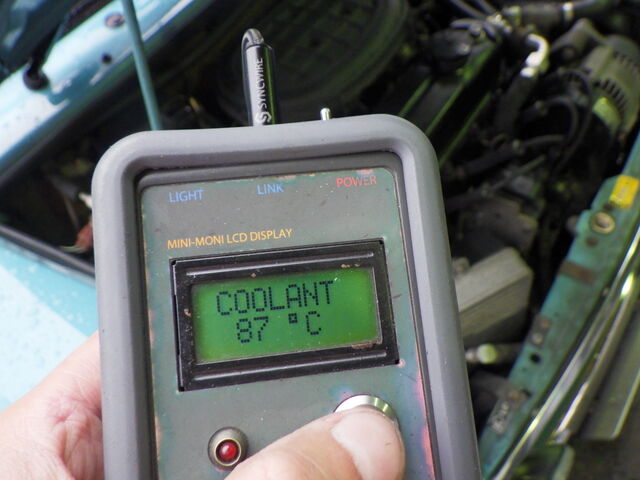 SYNCWIRE
LIGHT LINK POWER
MINI-MONI LCD DISPLAY
COOLANT
87 °C